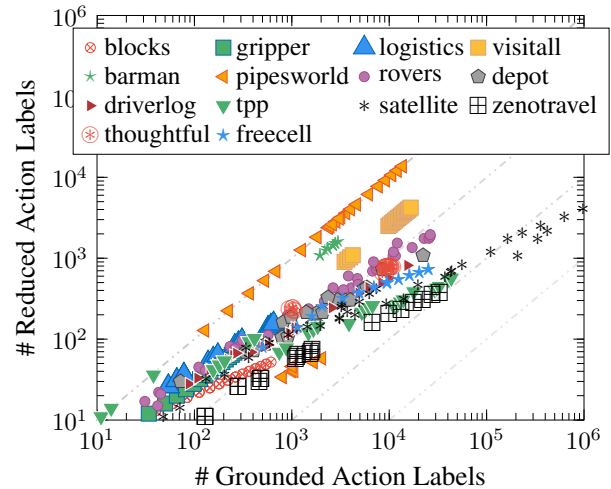 10^6
blocks gripper logistics visitall
barman pipesworld rovers depot
driverlog tpp satellite zenotravel
thoughtful freecell
10^5
10^4
10^3
10^2
10^1
# Reduced Action Labels
10^1 10^2 10^3 10^4 10^5 10^6
# Grounded Action Labels